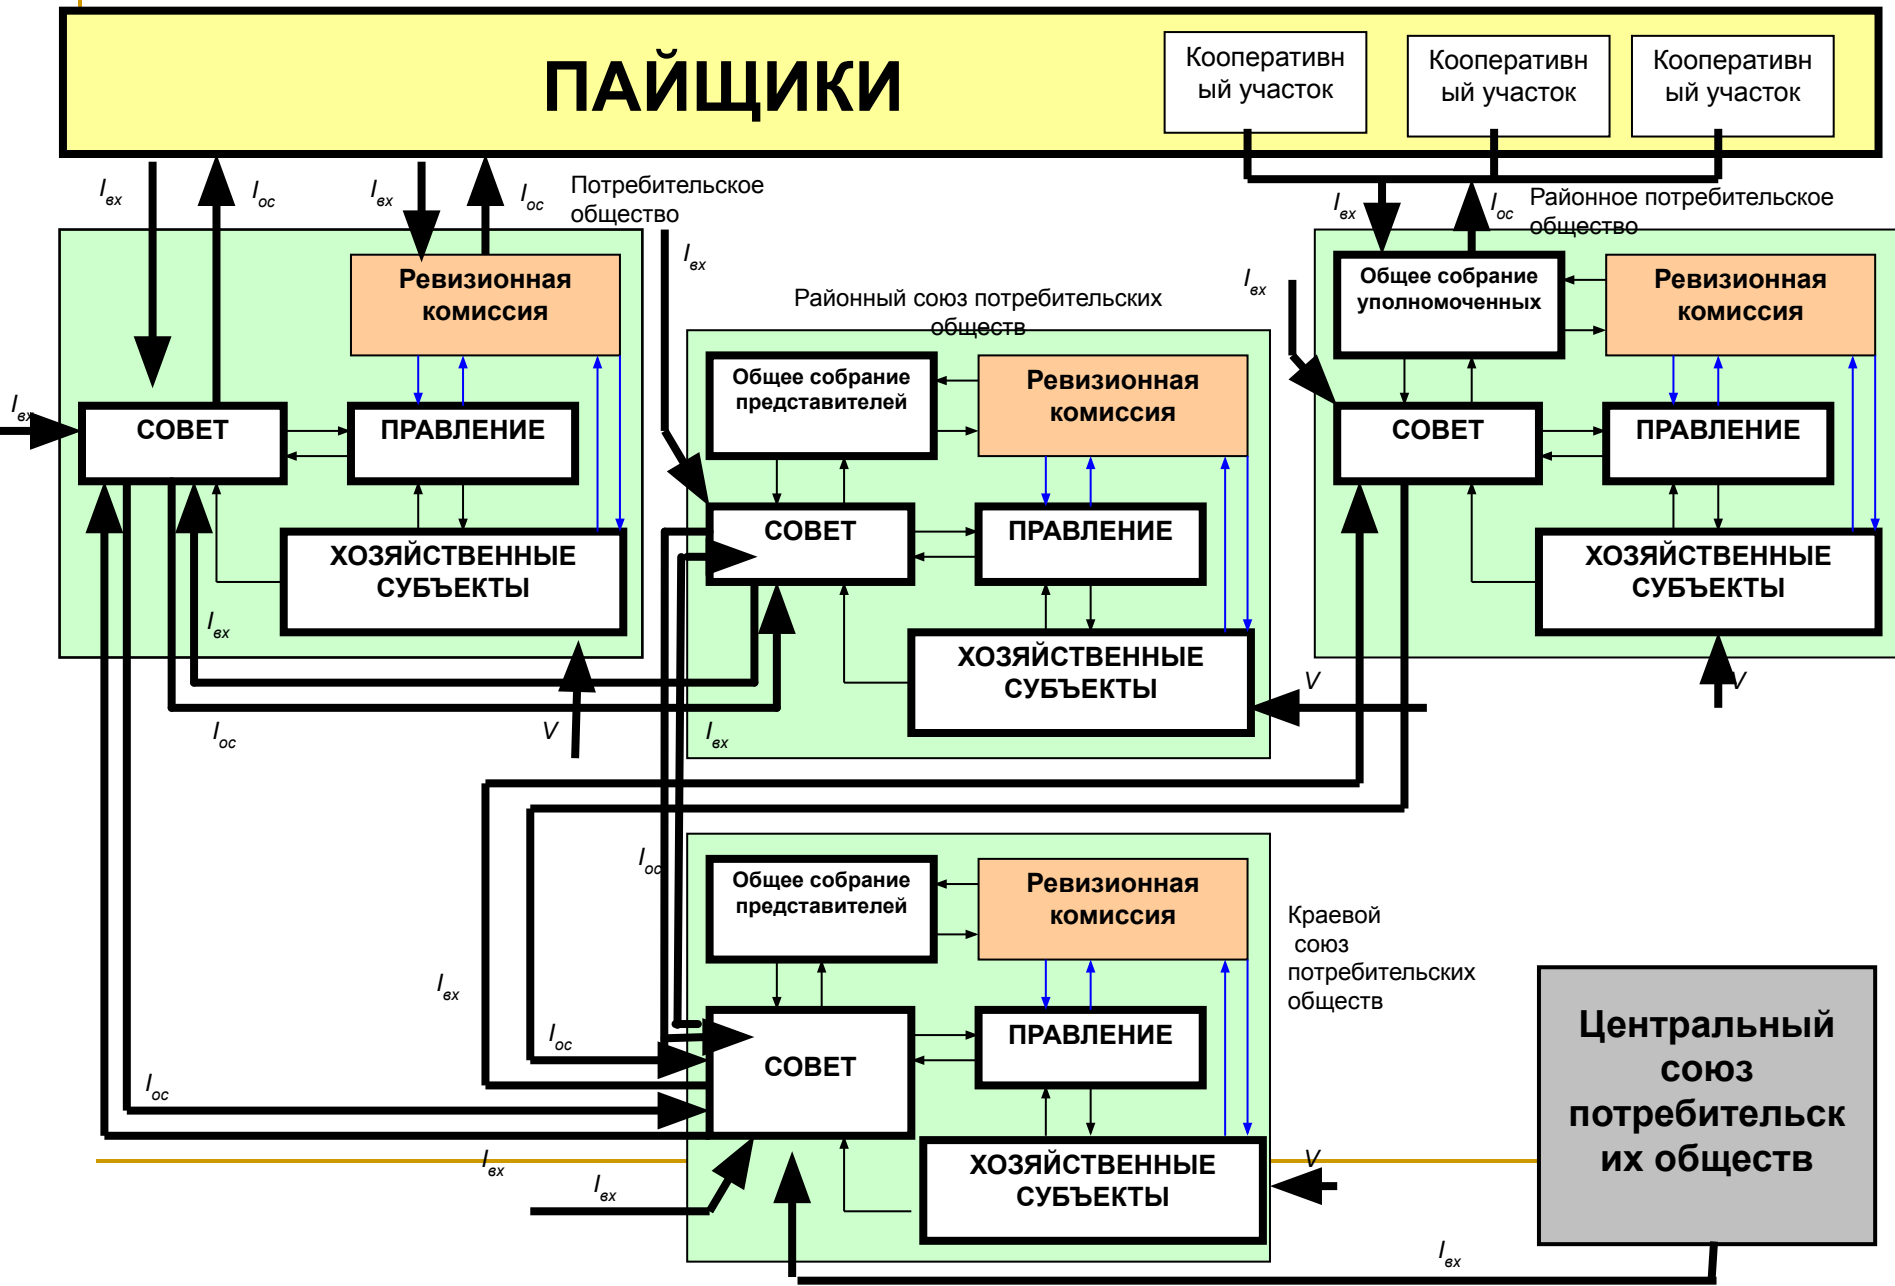 ПАЙЩИКИ
Кооперативн
ый участок
Кооперативн
ый участок
Кооперативн
ый участок
Iвх
Iос
Iвх
Iос
Потребительское
общество
Iвх
Iос
Районное потребительское
общество
Iвх
Ревизионная
комиссия
СОВЕТ
ПРАВЛЕНИЕ
ХОЗЯЙСТВЕННЫЕ
СУБЪЕКТЫ
Iвх
Iос
V
Iвх
Районный союз потребительских
обществ
Общее собрание
представителей
Ревизионная
комиссия
СОВЕТ
ПРАВЛЕНИЕ
ХОЗЯЙСТВЕННЫЕ
СУБЪЕКТЫ
Iвх
V
Iвх
Общее собрание
уполномоченных
Ревизионная
комиссия
СОВЕТ
ПРАВЛЕНИЕ
ХОЗЯЙСТВЕННЫЕ
СУБЪЕКТЫ
V
Iос
Общее собрание
представителей
Ревизионная
комиссия
СОВЕТ
ПРАВЛЕНИЕ
ХОЗЯЙСТВЕННЫЕ
СУБЪЕКТЫ
Краевой
союз
потребительских
обществ
Iвх
Iос
Iос
Iвх
Iвх
V
Iвх
Центральный
союз
потребительск
их обществ